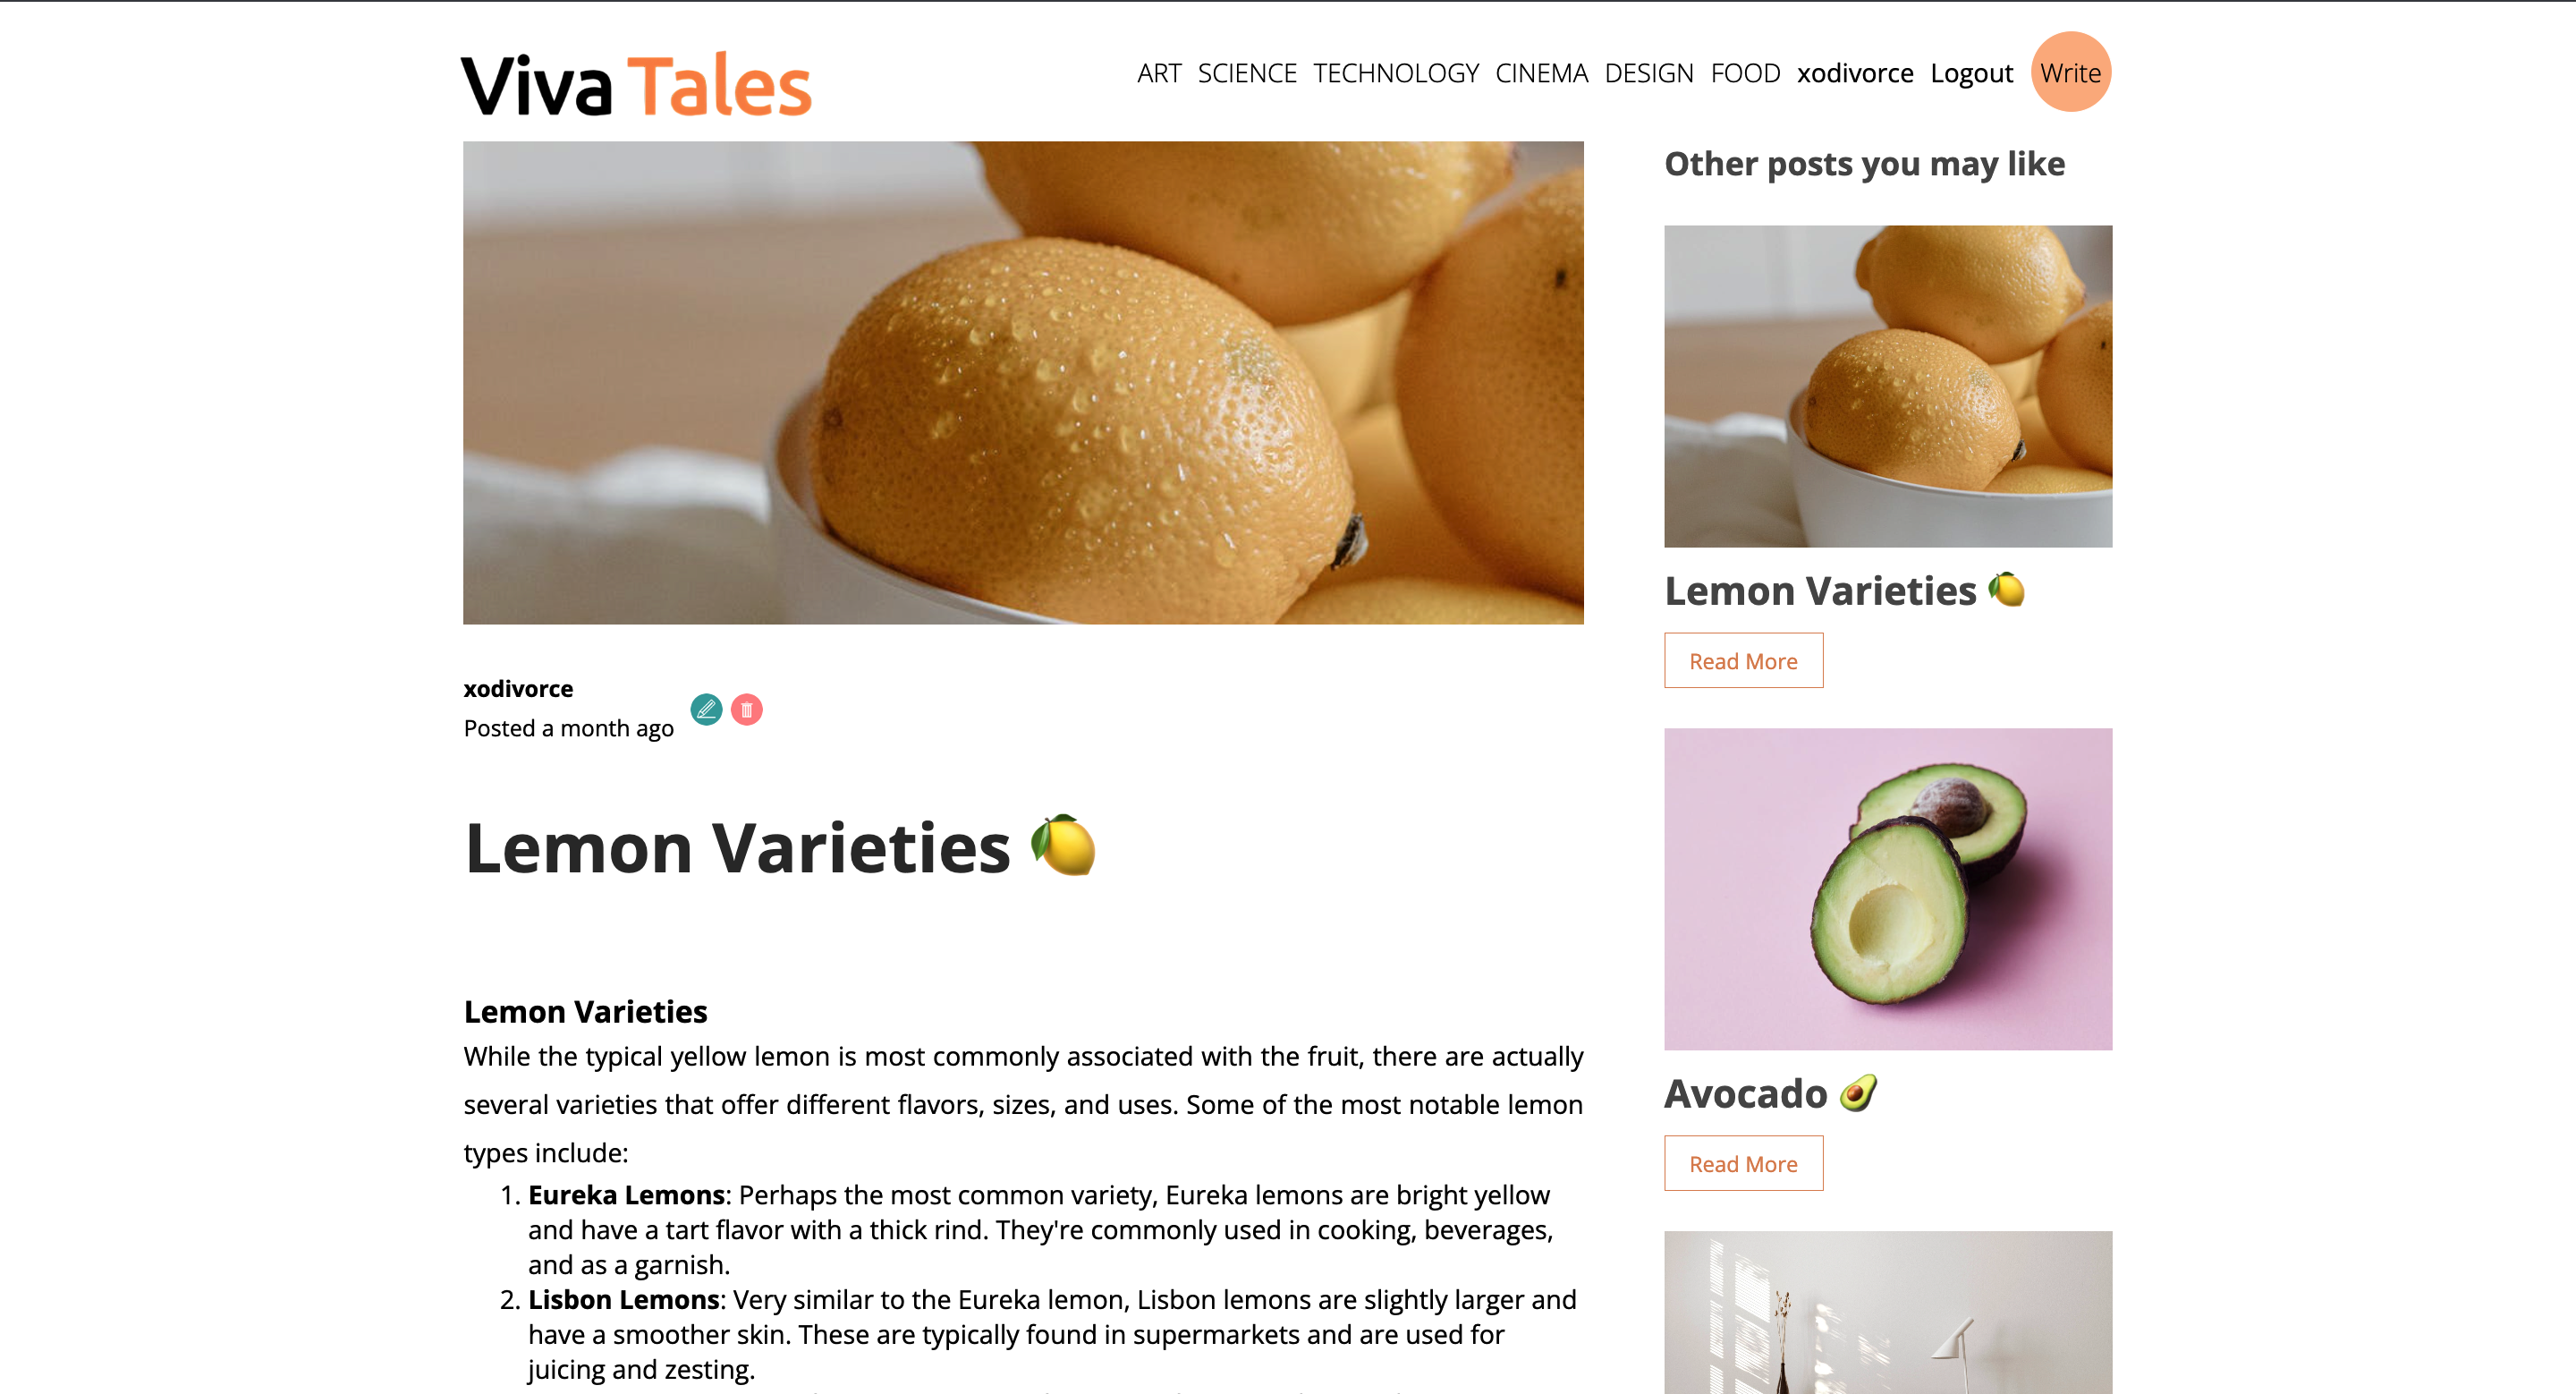 Viva Tales
ART SCIENCE TECHNOLOGY CINEMA DESIGN FOOD xodivorce Logout Write
xodivorce
Posted a month ago
Lemon Varieties 🍋
Lemon Varieties
While the typical yellow lemon is most commonly associated with the fruit, there are actually
several varieties that offer different flavors, sizes, and uses. Some of the most notable lemon
types include:
1. Eureka Lemons: Perhaps the most common variety, Eureka lemons are bright yellow
and have a tart flavor with a thick rind. They're commonly used in cooking, beverages,
and as a garnish.
2. Lisbon Lemons: Very similar to the Eureka lemon, Lisbon lemons are slightly larger and
have a smoother skin. These are typically found in supermarkets and are used for
juicing and zesting.
Other posts you may like
Lemon Varieties 🍋
Read More
Avocado 🥑
Read More